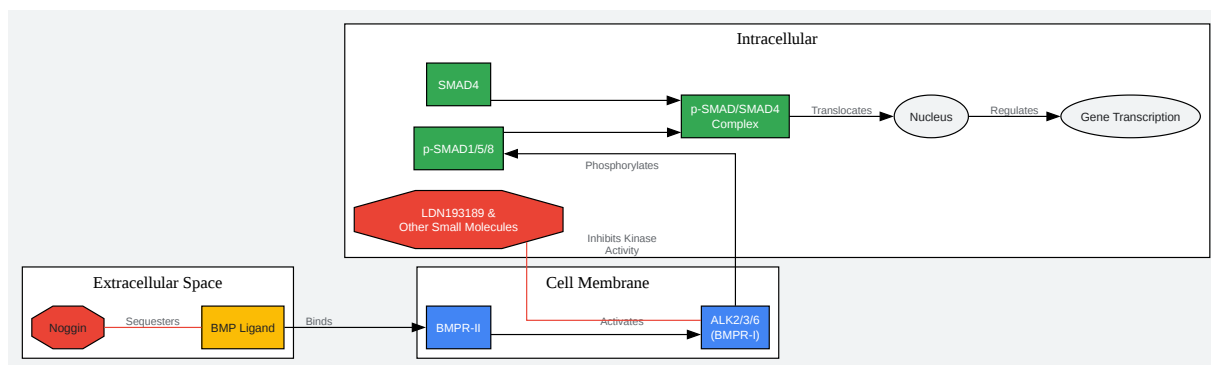 Intracellular
SMAD4
p-SMAD/SMAD4
Complex
Translocates
Nucleus
Regulates
Gene Transcription
p-SMAD1/5/8
Phosphorylates
LDN193189 &
Other Small Molecules
Inhibits Kinase
Activity
Extracellular Space
Noggin
Sequesters
BMP Ligand
Binds
Cell Membrane
BMPR-II
Activates
ALK2/3/6
(BMPR-I)